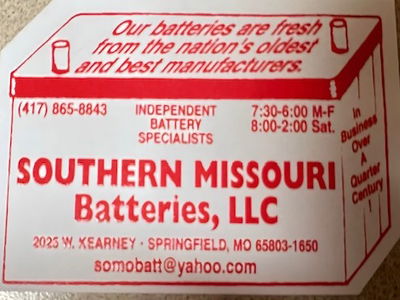 Our batteries are fresh
from the nation's oldest
and best manufacturers.
(417) 865-8843
INDEPENDENT
BATTERY
SPECIALISTS
7:30-6:00 M-F
8:00-2:00 Sat.
In
Business
Over
A
Quarter
Century
!
SOUTHERN MISSOURI
Batteries, LLC
2025 W. KEARNEY · SPRINGFIELD, MO 65803-1650
somobatt@yahoo.com